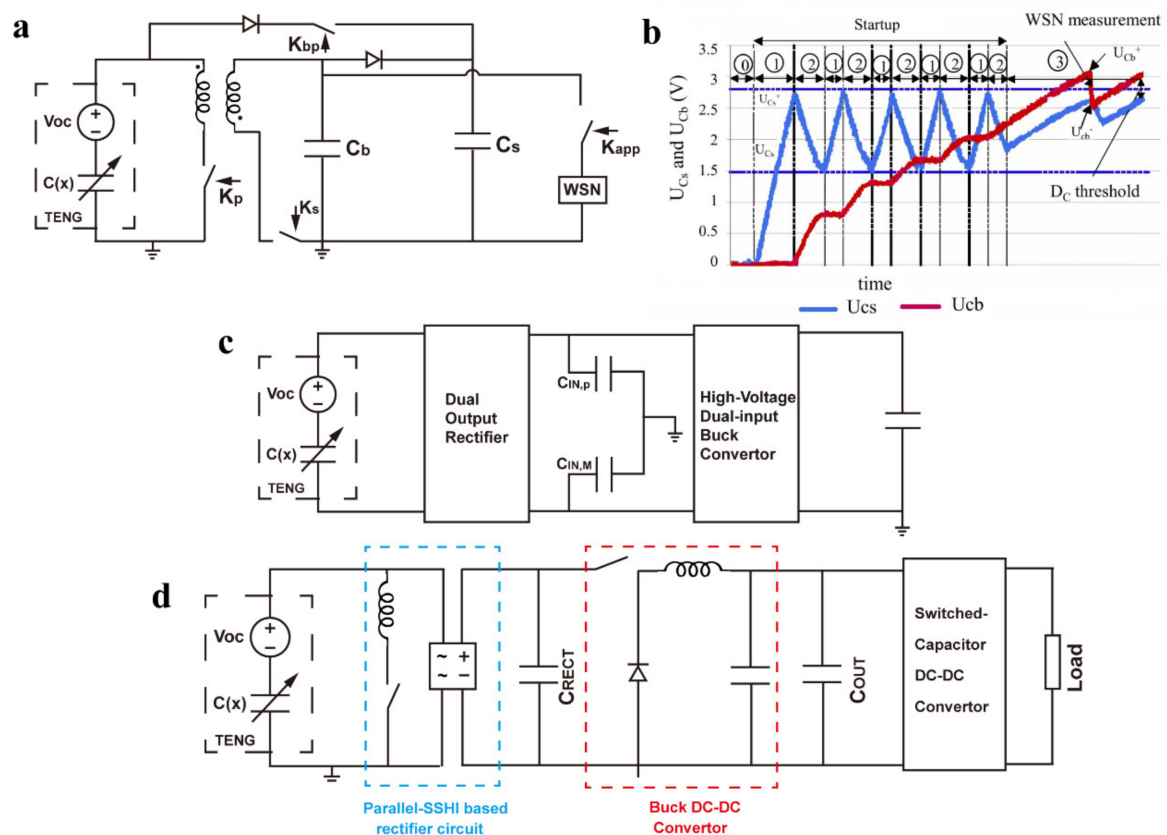 a
Kbp
Voc
C(x)
TENG
Kp
Ks
Cb
Cs
Kapp
WSN
b
Startup
WSN measurement
UCs and UCb (V)
3.5
3
2.5
2
1.5
1
0.5
0
⓪ ① ② ① ② ① ② ① ② ① ② ③
UCs+
UCs
UCb+
Ucb-
DC threshold
time
Ucs
Ucb
c
Voc
C(x)
TENG
Dual
Output
Rectifier
CIN,p
CIN,M
High-Voltage
Dual-input
Buck
Convertor
d
Voc
C(x)
TENG
CRECT
COUT
Switched-
Capacitor
DC-DC
Convertor
Load
Parallel-SSHI based
rectifier circuit
Buck DC-DC
Convertor